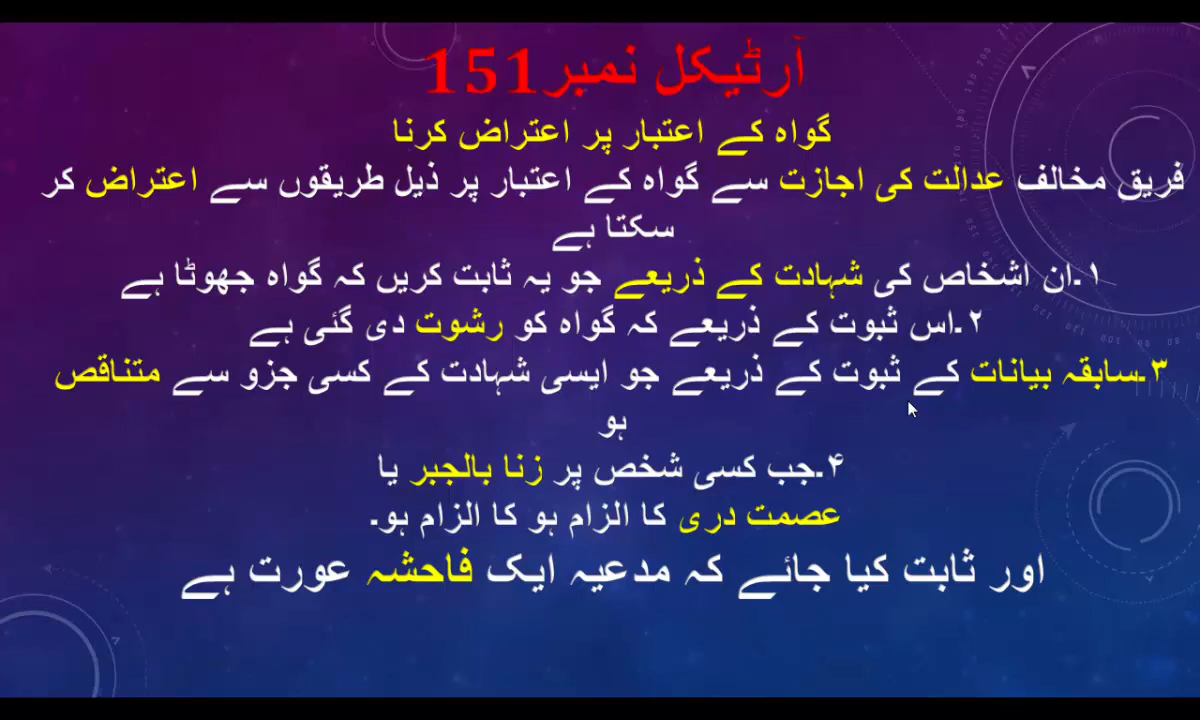 آرٹیکل نمبر151
گواہ کے اعتبار پر اعتراض کرنا
فریق مخالف عدالت کی اجازت سے گواہ کے اعتبار پر ذیل طریقوں سے اعتراض کر
سکتا ہے
۱۔ان اشخاص کی شہادت کے ذریعے جو یہ ثابت کریں کہ گواہ جھوٹا ہے
۲۔اس ثبوت کے ذریعے کہ گواہ کو رشوت دی گئی ہے
۳۔سابقہ بیانات کے ثبوت کے ذریعے جو ایسی شہادت کے کسی جزو سے متناقص
ہو
۴۔جب کسی شخص پر زنا بالجبر یا
عصمت دری کا الزام ہو کا الزام ہو۔
اور ثابت کیا جائے کہ مدعیہ ایک فاحشہ عورت ہے